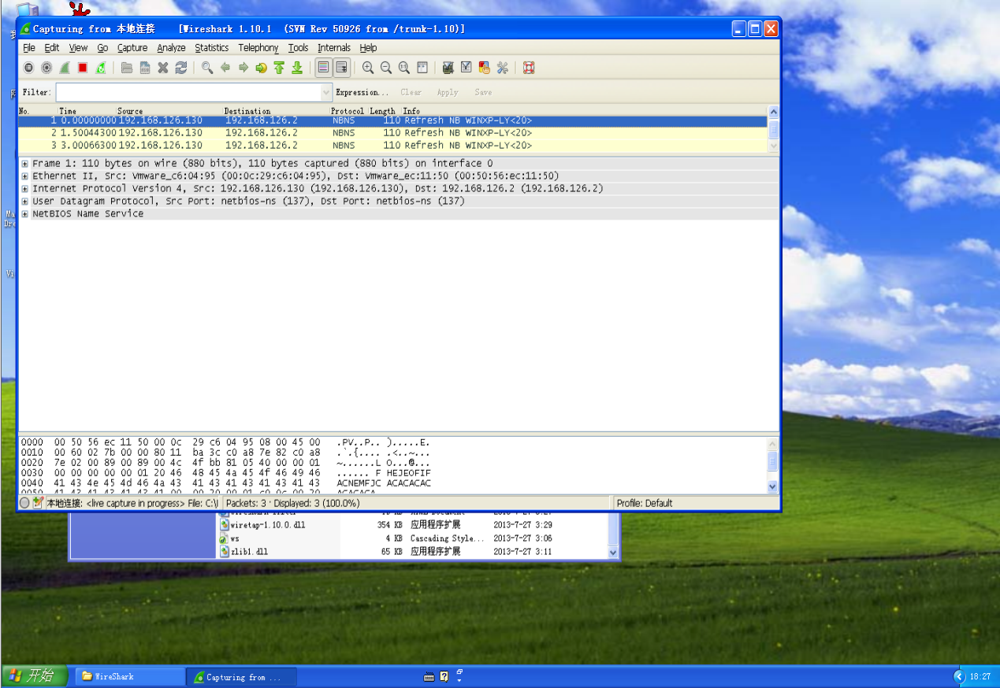 Capturing from 本地连接 [Wireshark 1.10.1 (SVN Rev 50926 from /trunk-1.10)]
File Edit View Go Capture Analyze Statistics Telephony Tools Internals Help
Filter: Expression... Clear Apply Save
No. Time Source Destination Protocol Length Info
1 0.00000000 192.168.126.130 192.168.126.2 NBNS 110 Refresh NB WINXP-LY<20>
2 1.50044300 192.168.126.130 192.168.126.2 NBNS 110 Refresh NB WINXP-LY<20>
3 3.00066300 192.168.126.130 192.168.126.2 NBNS 110 Refresh NB WINXP-LY<20>
Frame 1: 110 bytes on wire (880 bits), 110 bytes captured (880 bits) on interface 0
Ethernet II, Src: Vmware_c6:04:95 (00:0c:29:c6:04:95), Dst: Vmware_ec:11:50 (00:50:56:ec:11:50)
Internet Protocol Version 4, Src: 192.168.126.130 (192.168.126.130), Dst: 192.168.126.2 (192.168.126.2)
User Datagram Protocol, Src Port: netbios-ns (137), Dst Port: netbios-ns (137)
NetBIOS Name Service
0000 00 50 56 ec 11 50 00 0c 29 c6 04 95 08 00 45 00 .PV..P.. ).....E.
0010 00 60 02 7b 00 00 80 11 ba 3c c0 a8 7e 82 c0 a8 .`.{.... .<..~...
0020 7e 02 00 89 00 89 00 4c 4f bb 81 05 40 00 00 01 ~......L O...@...
0030 00 00 00 00 00 01 20 46 48 45 4a 45 4f 46 49 46 ...... F HEJEOFIF
0040 41 43 4e 45 4d 46 4a 43 41 43 41 43 41 43 41 43 ACNEMFJC ACACACAC
本地连接: <live capture in progress> File: C:\ Packets: 3 · Displayed: 3 (100.0%) Profile: Default
wiretap-1.10.0.dll 354 KB 应用程序扩展 2013-7-27 3:29
ws 4 KB Cascading Style... 2013-7-27 3:06
zlib1.dll 65 KB 应用程序扩展 2013-7-27 3:11
开始 WireShark Capturing from ... 18:27